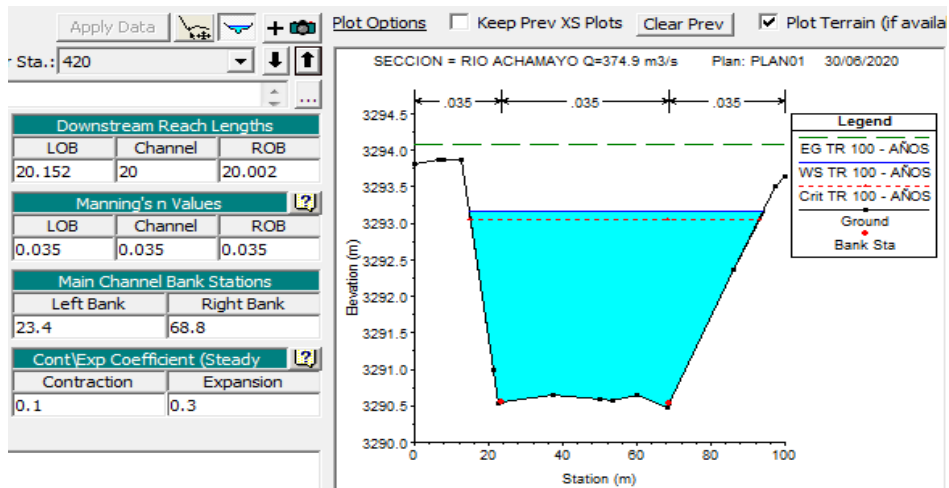 Apply Data
r Sta.: 420
...
Downstream Reach Lengths
LOB Channel ROB
20.152 20 20.002
Manning's n Values
LOB Channel ROB
0.035 0.035 0.035
Main Channel Bank Stations
Left Bank Right Bank
23.4 68.8
Cont\Exp Coefficient (Steady
Contraction Expansion
0.1 0.3
Plot Options Keep Prev XS Plots Clear Prev Plot Terrain (if availa
SECCION = RIO ACHAMAYO Q=374.9 m3/s Plan: PLAN01 30/06/2020
.035 .035 .035
3294.5
3294.0
3293.5
3293.0
3292.5
3292.0
3291.5
3291.0
3290.5
3290.0
Elevation (m)
0 20 40 60 80 100
Station (m)
Legend
EG TR 100 - AÑOS
WS TR 100 - AÑOS
Crit TR 100 - AÑOS
Ground
Bank Sta